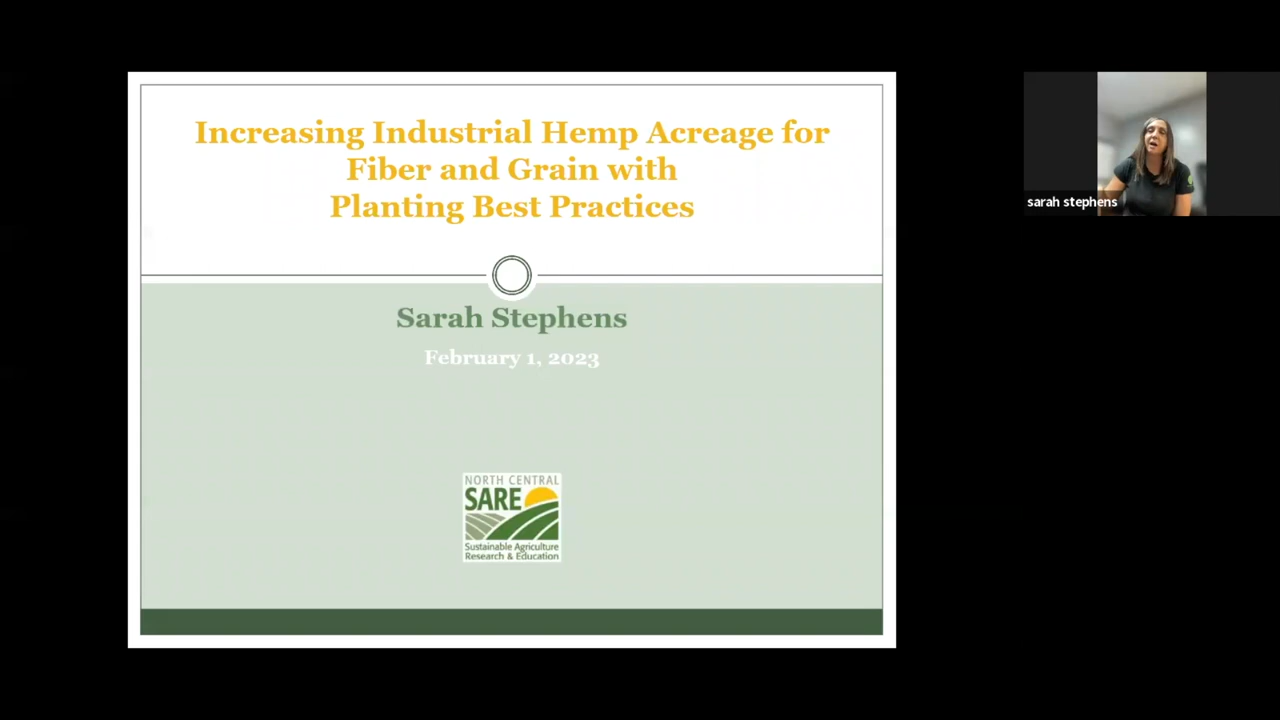 Increasing Industrial Hemp Acreage for
Fiber and Grain with
Planting Best Practices
Sarah Stephens
February 1, 2023
NORTH CENTRAL
SARE
Sustainable Agriculture
Research & Education
sarah stephens